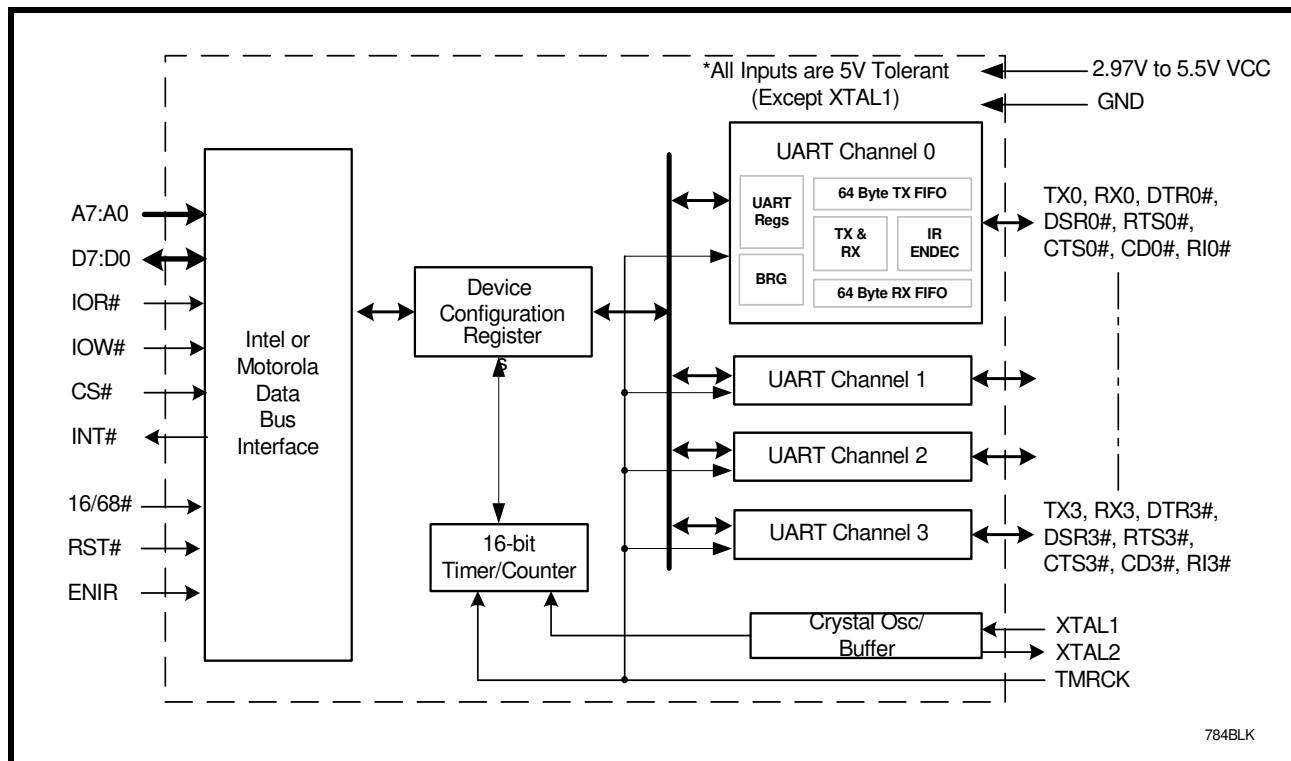 *All Inputs are 5V Tolerant
(Except XTAL1)
2.97V to 5.5V VCC
GND
A7:A0
D7:D0
IOR#
IOW#
CS#
INT#
16/68#
RST#
ENIR
Intel or
Motorola
Data
Bus
Interface
Device
Configuration
Register
s
16-bit
Timer/Counter
UART Channel 0
UART
Regs
BRG
64 Byte TX FIFO
TX &
RX
IR
ENDEC
64 Byte RX FIFO
UART Channel 1
UART Channel 2
UART Channel 3
Crystal Osc/
Buffer
TX0, RX0, DTR0#,
DSR0#, RTS0#,
CTS0#, CD0#, RI0#
TX3, RX3, DTR3#,
DSR3#, RTS3#,
CTS3#, CD3#, RI3#
XTAL1
XTAL2
TMRCK
784BLK